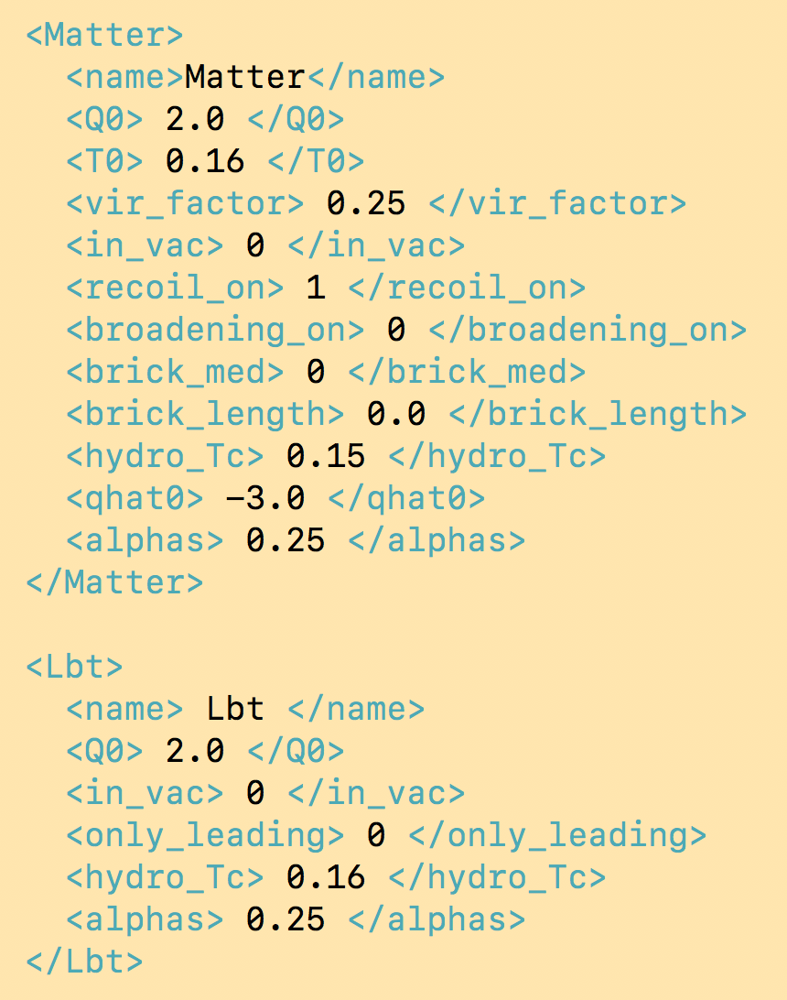 <Matter>
  <name>Matter</name>
  <Q0> 2.0 </Q0>
  <T0> 0.16 </T0>
  <vir_factor> 0.25 </vir_factor>
  <in_vac> 0 </in_vac>
  <recoil_on> 1 </recoil_on>
  <broadening_on> 0 </broadening_on>
  <brick_med> 0 </brick_med>
  <brick_length> 0.0 </brick_length>
  <hydro_Tc> 0.15 </hydro_Tc>
  <qhat0> −3.0 </qhat0>
  <alphas> 0.25 </alphas>
</Matter>

<Lbt>
  <name> Lbt </name>
  <Q0> 2.0 </Q0>
  <in_vac> 0 </in_vac>
  <only_leading> 0 </only_leading>
  <hydro_Tc> 0.16 </hydro_Tc>
  <alphas> 0.25 </alphas>
</Lbt>